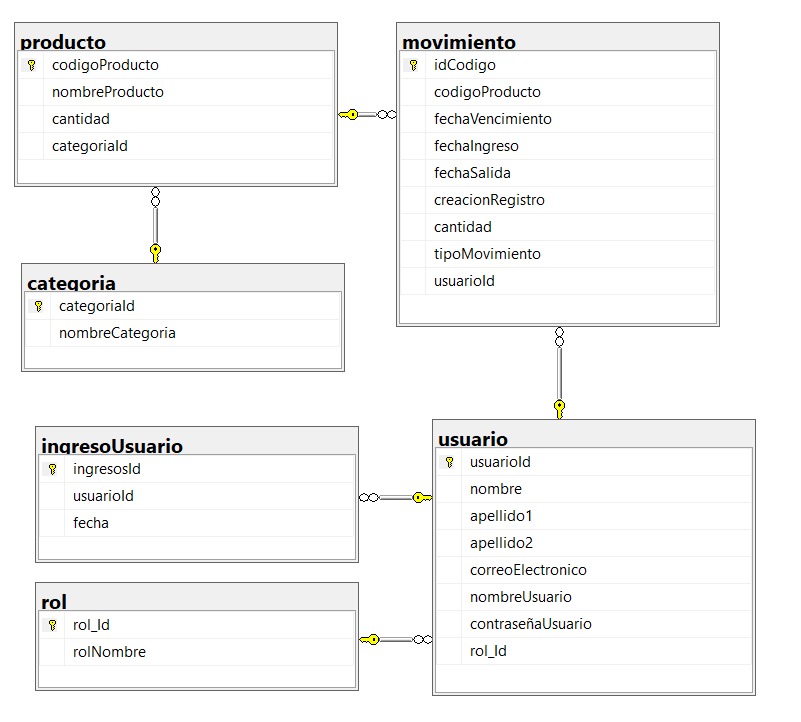 producto
codigoProducto
nombreProducto
cantidad
categoriaId
movimiento
idCodigo
codigoProducto
fechaVencimiento
fechaIngreso
fechaSalida
creacionRegistro
cantidad
tipoMovimiento
usuarioId
categoria
categoriaId
nombreCategoria
ingresoUsuario
ingresosId
usuarioId
fecha
usuario
usuarioId
nombre
apellido1
apellido2
correoElectronico
nombreUsuario
contraseñaUsuario
rol_Id
rol
rol_Id
rolNombre